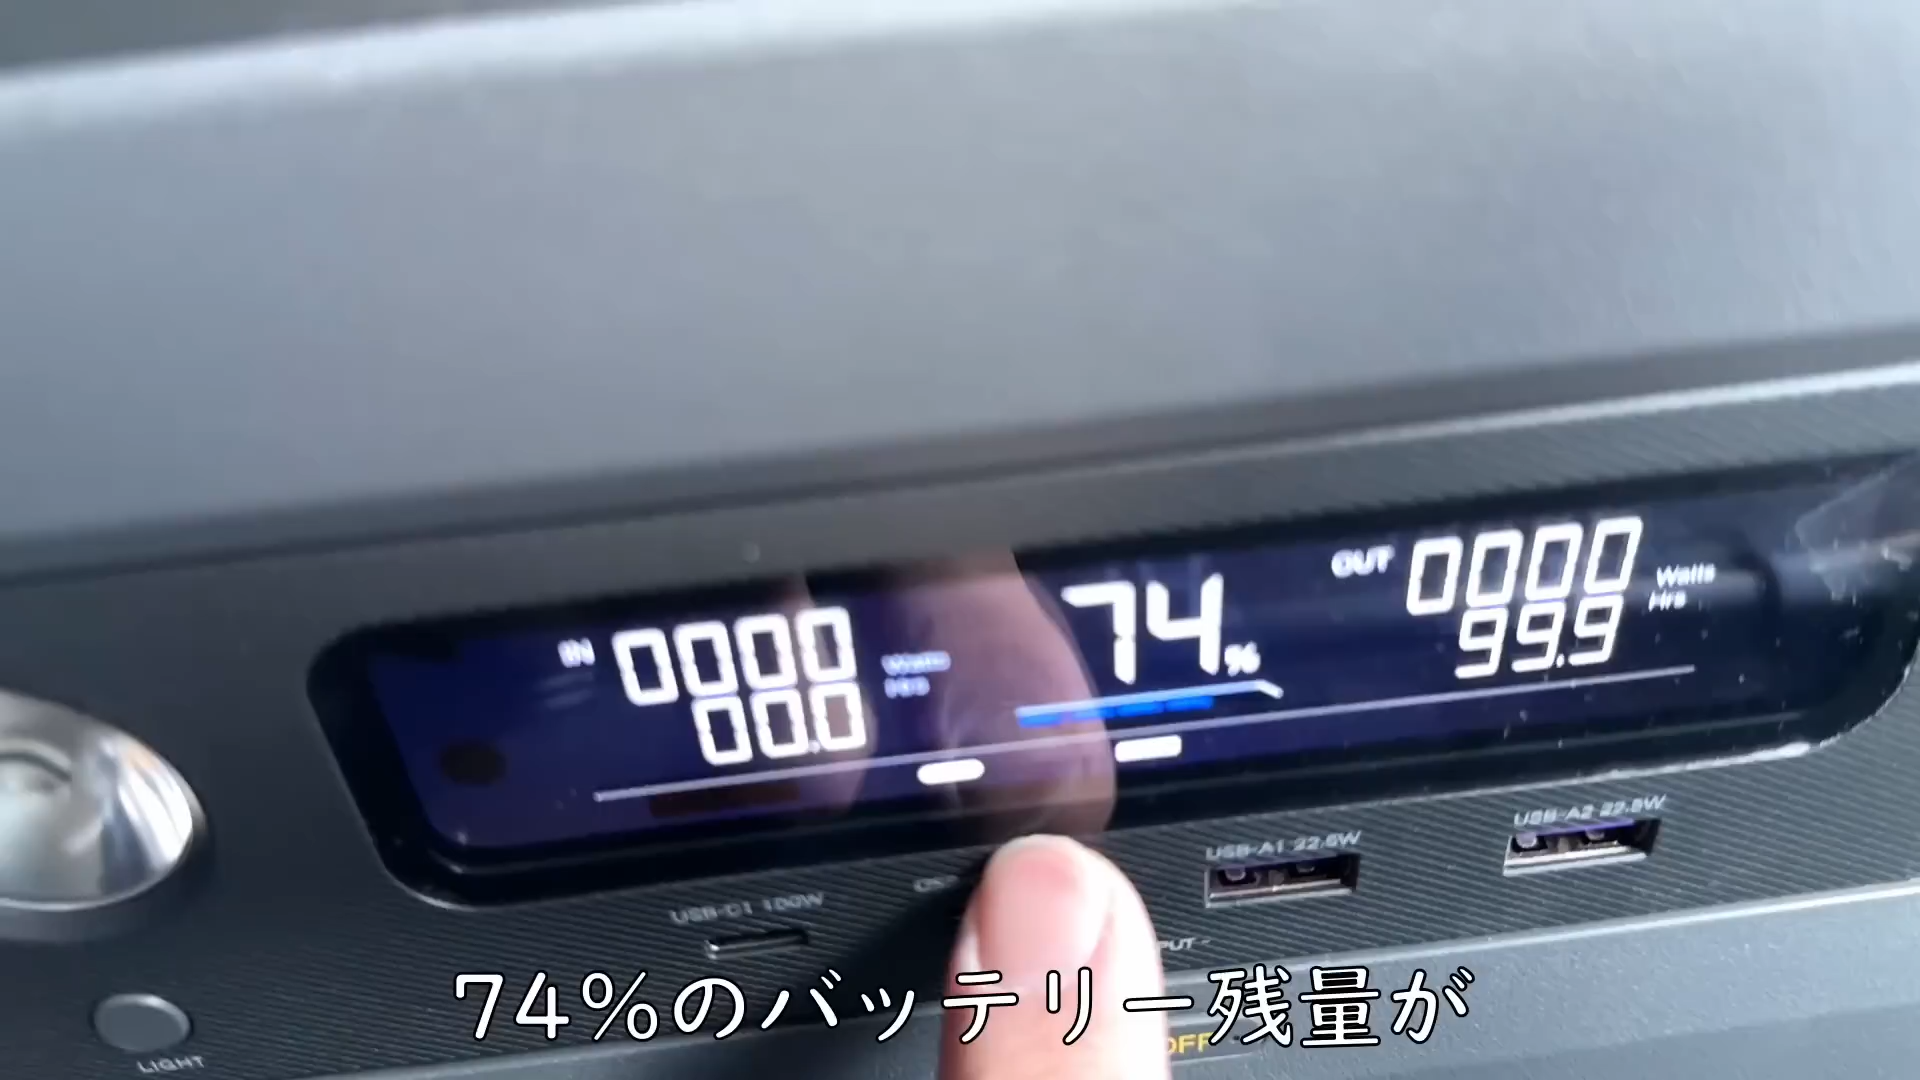 IN 0000 Watts
00.0 Hrs
74%
OUT 0000 Watts
99.9 Hrs
USB-C1 100W
USB-A1 22.5W
USB-A2 22.5W
LIGHT
OFF
74%のバッテリー残量が